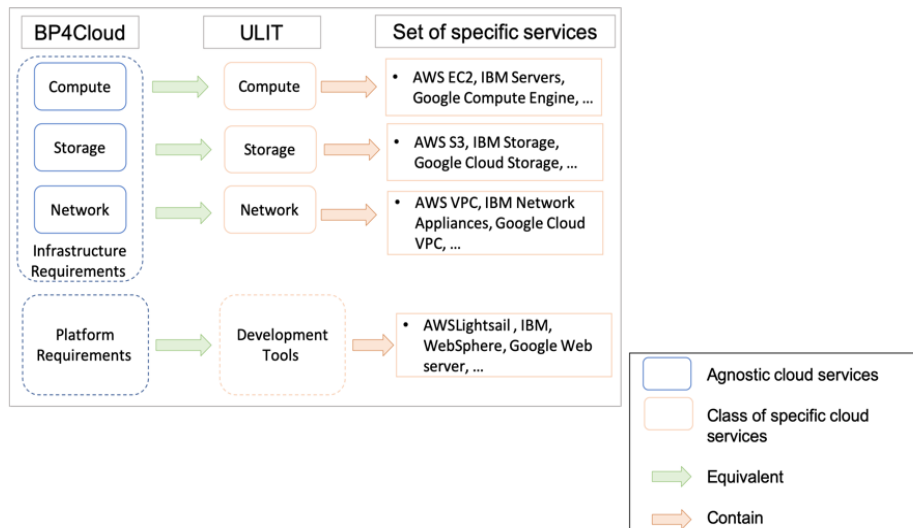 BP4Cloud
ULIT
Set of specific services
Compute
Compute
• AWS EC2, IBM Servers,
Google Compute Engine, ...
Storage
Storage
• AWS S3, IBM Storage,
Google Cloud Storage, ...
Network
Network
• AWS VPC, IBM Network
Appliances, Google Cloud
VPC, ...
Infrastructure
Requirements
Platform
Requirements
Development
Tools
• AWSLightsail , IBM,
WebSphere, Google Web
server, ...
Agnostic cloud services
Class of specific cloud
services
Equivalent
Contain